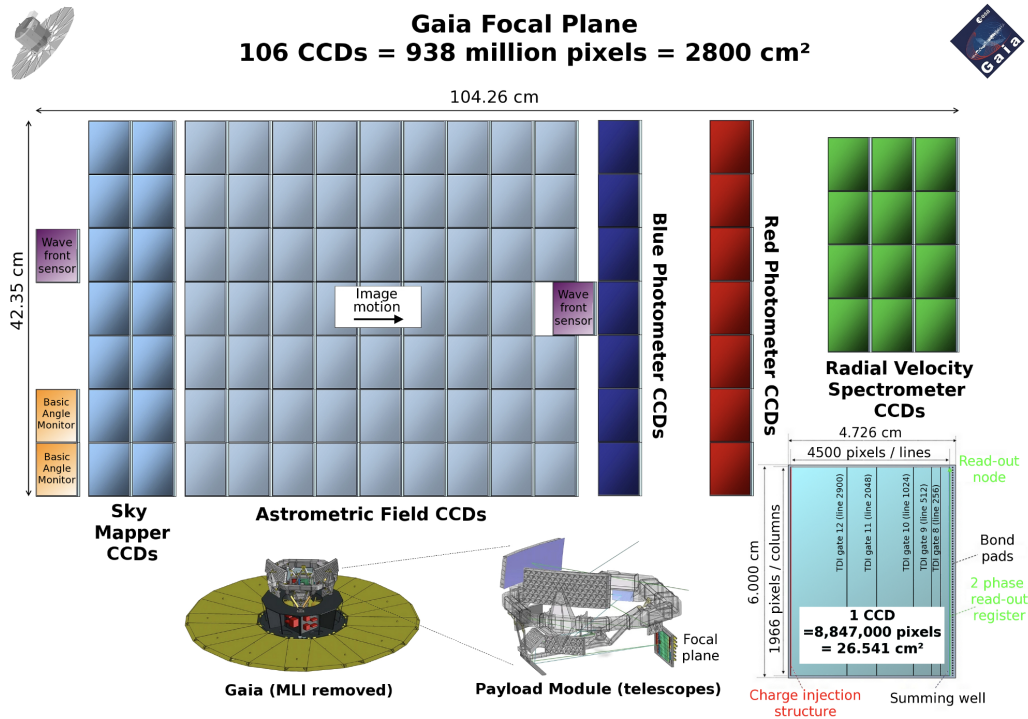 Gaia Focal Plane
106 CCDs = 938 million pixels = 2800 cm²
esa
Gaia
104.26 cm
42.35 cm
Wave
front
sensor
Image
motion
Wave
front
sensor
Basic
Angle
Monitor
Basic
Angle
Monitor
Blue Photometer CCDs
Red Photometer CCDs
Radial Velocity
Spectrometer
CCDs
Sky
Mapper
CCDs
Astrometric Field CCDs
4.726 cm
4500 pixels / lines
Read-out
node
6.000 cm
1966 pixels / columns
TDI gate 12 (line 2900)
TDI gate 11 (line 2048)
TDI gate 10 (line 1024)
TDI gate 9 (line 512)
TDI gate 8 (line 256)
Bond
pads
2 phase
read-out
register
1 CCD
=8,847,000 pixels
= 26.541 cm²
Focal
plane
Gaia (MLI removed)
Payload Module (telescopes)
Charge injection
structure
Summing well